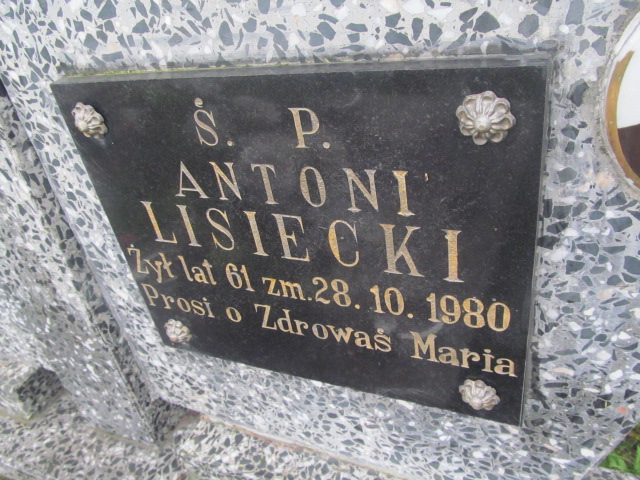 Ś. P.
ANTONI
LISIECKI
Żył lat 61 zm. 28. 10. 1980
Prosi o Zdrowaś Maria